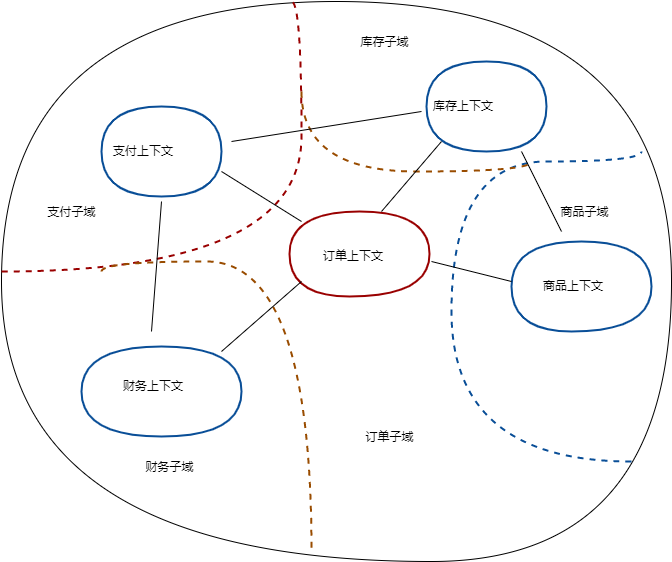 库存子域
库存上下文
支付上下文
支付子域
商品子域
订单上下文
商品上下文
财务上下文
订单子域
财务子域